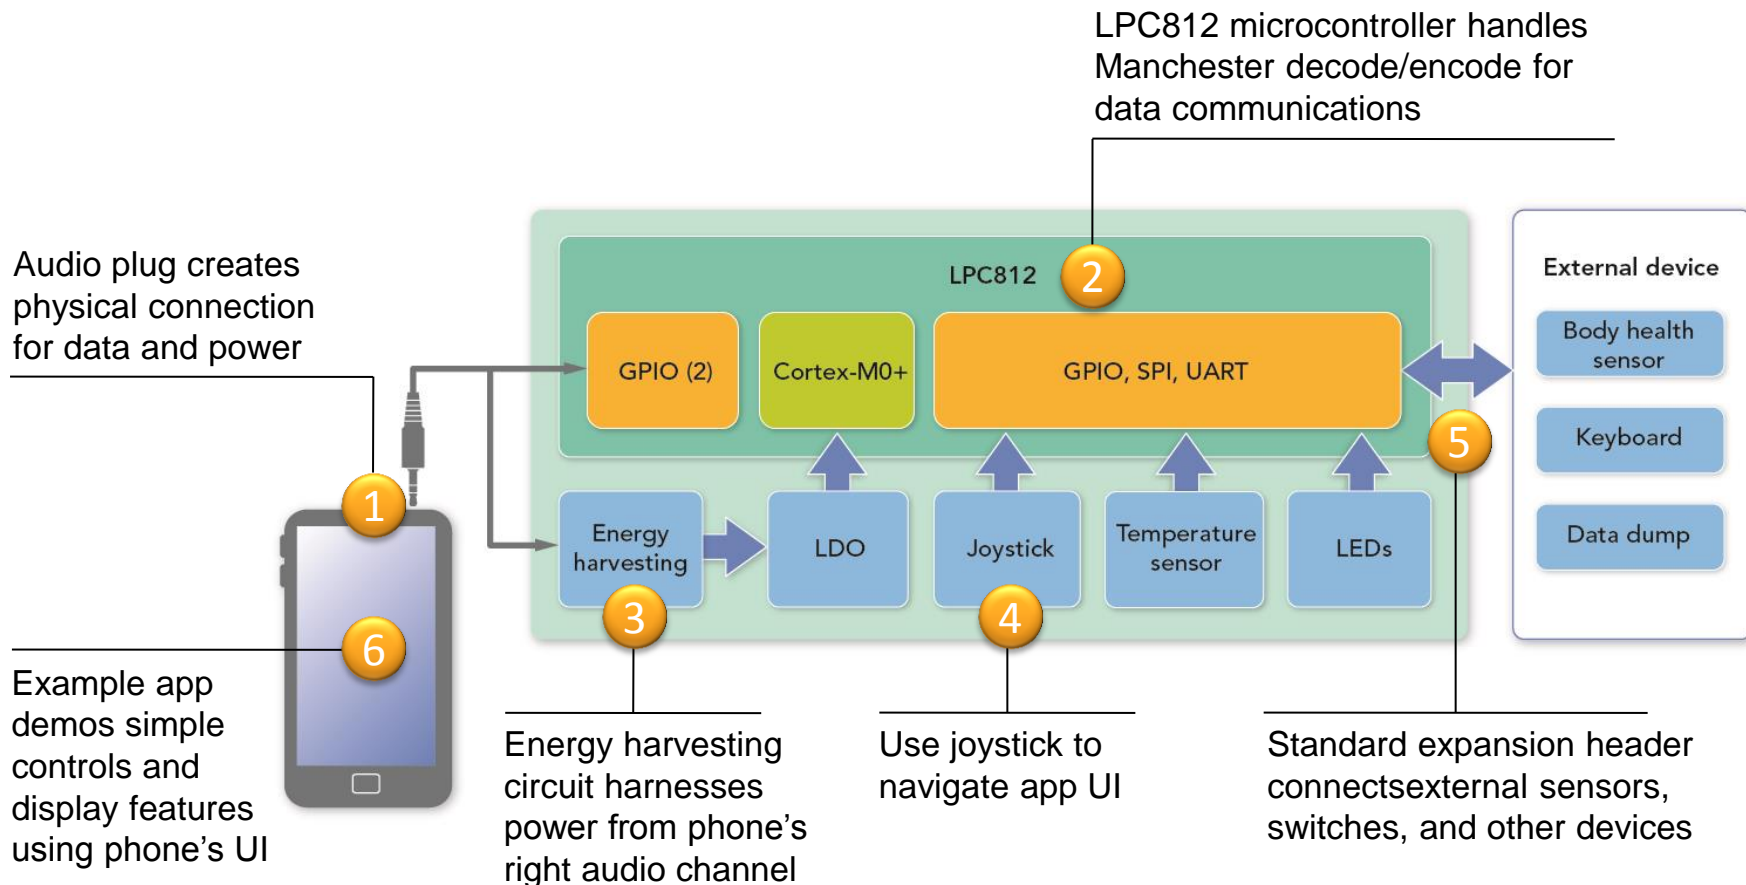 LPC812 microcontroller handles
Manchester decode/encode for
data communications
Audio plug creates
physical connection
for data and power
LPC812
2
External device
GPIO (2)
Cortex-M0+
GPIO, SPI, UART
Body health
sensor
Keyboard
5
1
Energy
harvesting
LDO
Joystick
Temperature
sensor
LEDs
Data dump
3
4
6
Example app
demos simple
controls and
display features
using phone's UI
Energy harvesting
circuit harnesses
power from phone's
right audio channel
Use joystick to
navigate app UI
Standard expansion header
connectsexternal sensors,
switches, and other devices